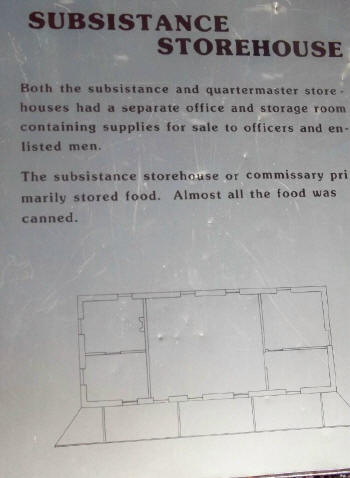 SUBSISTANCE
STOREHOUSE
Both the subsistance and quartermaster store-
houses had a separate office and storage room
containing supplies for sale to officers and en-
listed men.
The subsistance storehouse or commissary pri
marily stored food. Almost all the food was
canned.